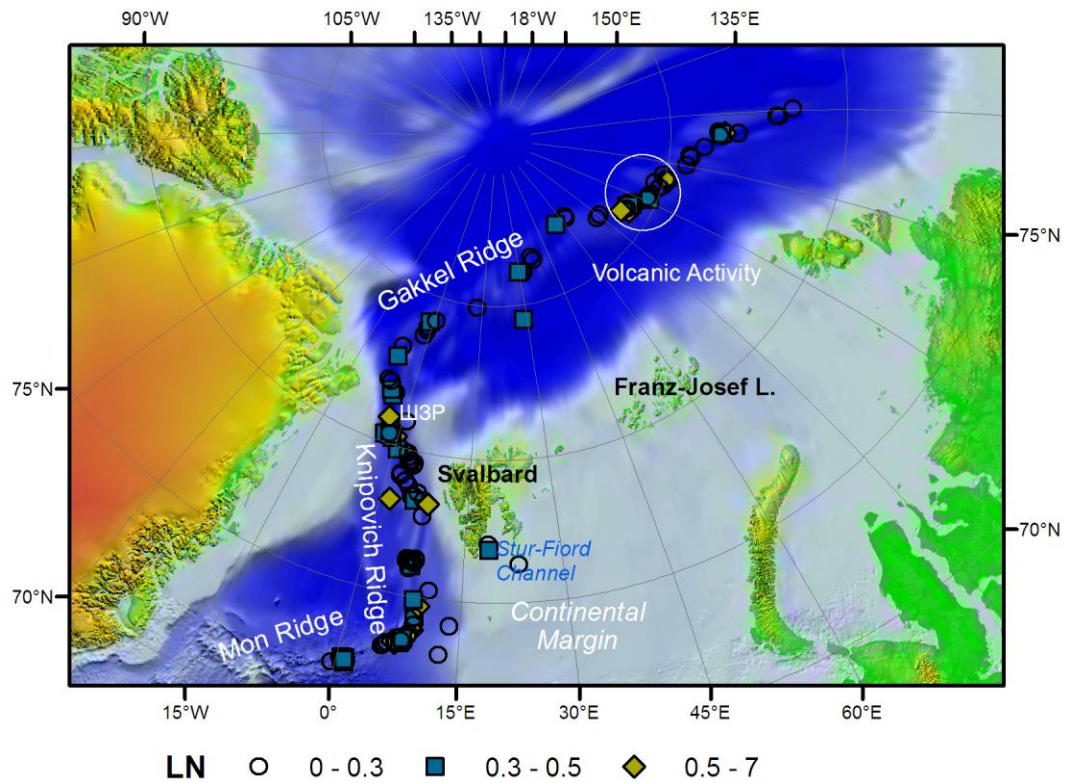 90°W 105°W 135°W 18°W 150°E 135°E
Gakkel Ridge
Volcanic Activity
75°N
Franz-Josef L.
75°N
ШЗР
Knipovich Ridge
Svalbard
70°N
Stur-Fiord
Channel
Continental
Margin
70°N
Mon Ridge
15°W 0° 15°E 30°E 45°E 60°E
LN 0 - 0.3 0.3 - 0.5 0.5 - 7